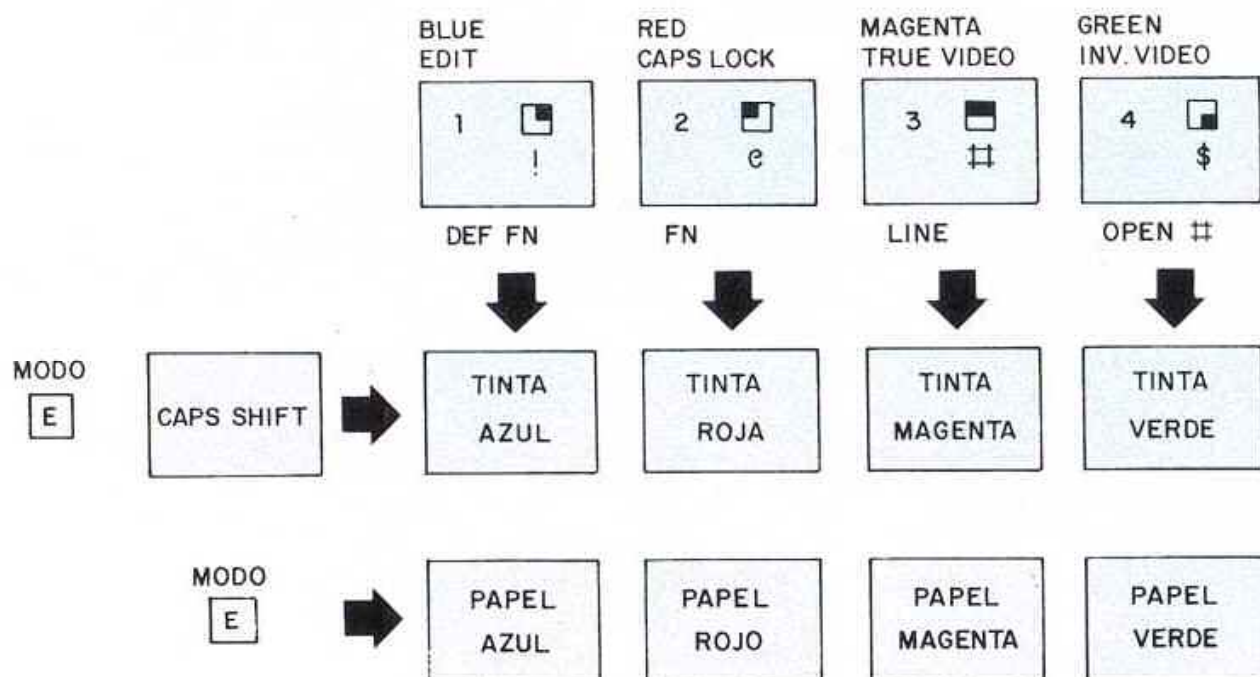 BLUE
EDIT
RED
CAPS LOCK
MAGENTA
TRUE VIDEO
GREEN
INV. VIDEO
1
!
2
@
3
#
4
$
DEF FN
FN
LINE
OPEN #
MODO
E
CAPS SHIFT
TINTA
AZUL
TINTA
ROJA
TINTA
MAGENTA
TINTA
VERDE
MODO
E
PAPEL
AZUL
PAPEL
ROJO
PAPEL
MAGENTA
PAPEL
VERDE